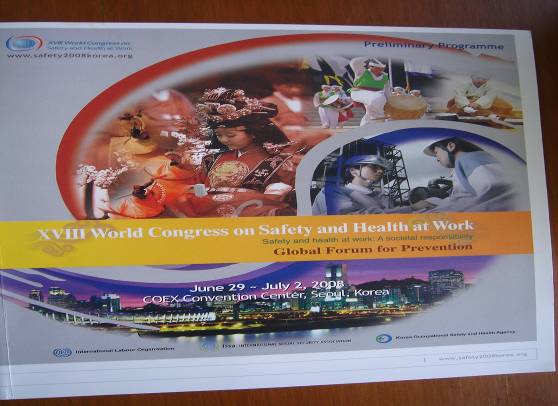 XVIII World Congress on
Safety and Health at Work
www.safety2008korea.org
Preliminary Programme
XVIII World Congress on Safety and Health at Work
Safety and health at work: A societal responsibility
Global Forum for Prevention
June 29 ~ July 2, 2008
COEX Convention Center, Seoul, Korea
International Labour Organization
issa INTERNATIONAL SOCIAL SECURITY ASSOCIATION
Korea Occupational Safety and Health Agency
www.safety2008korea.org